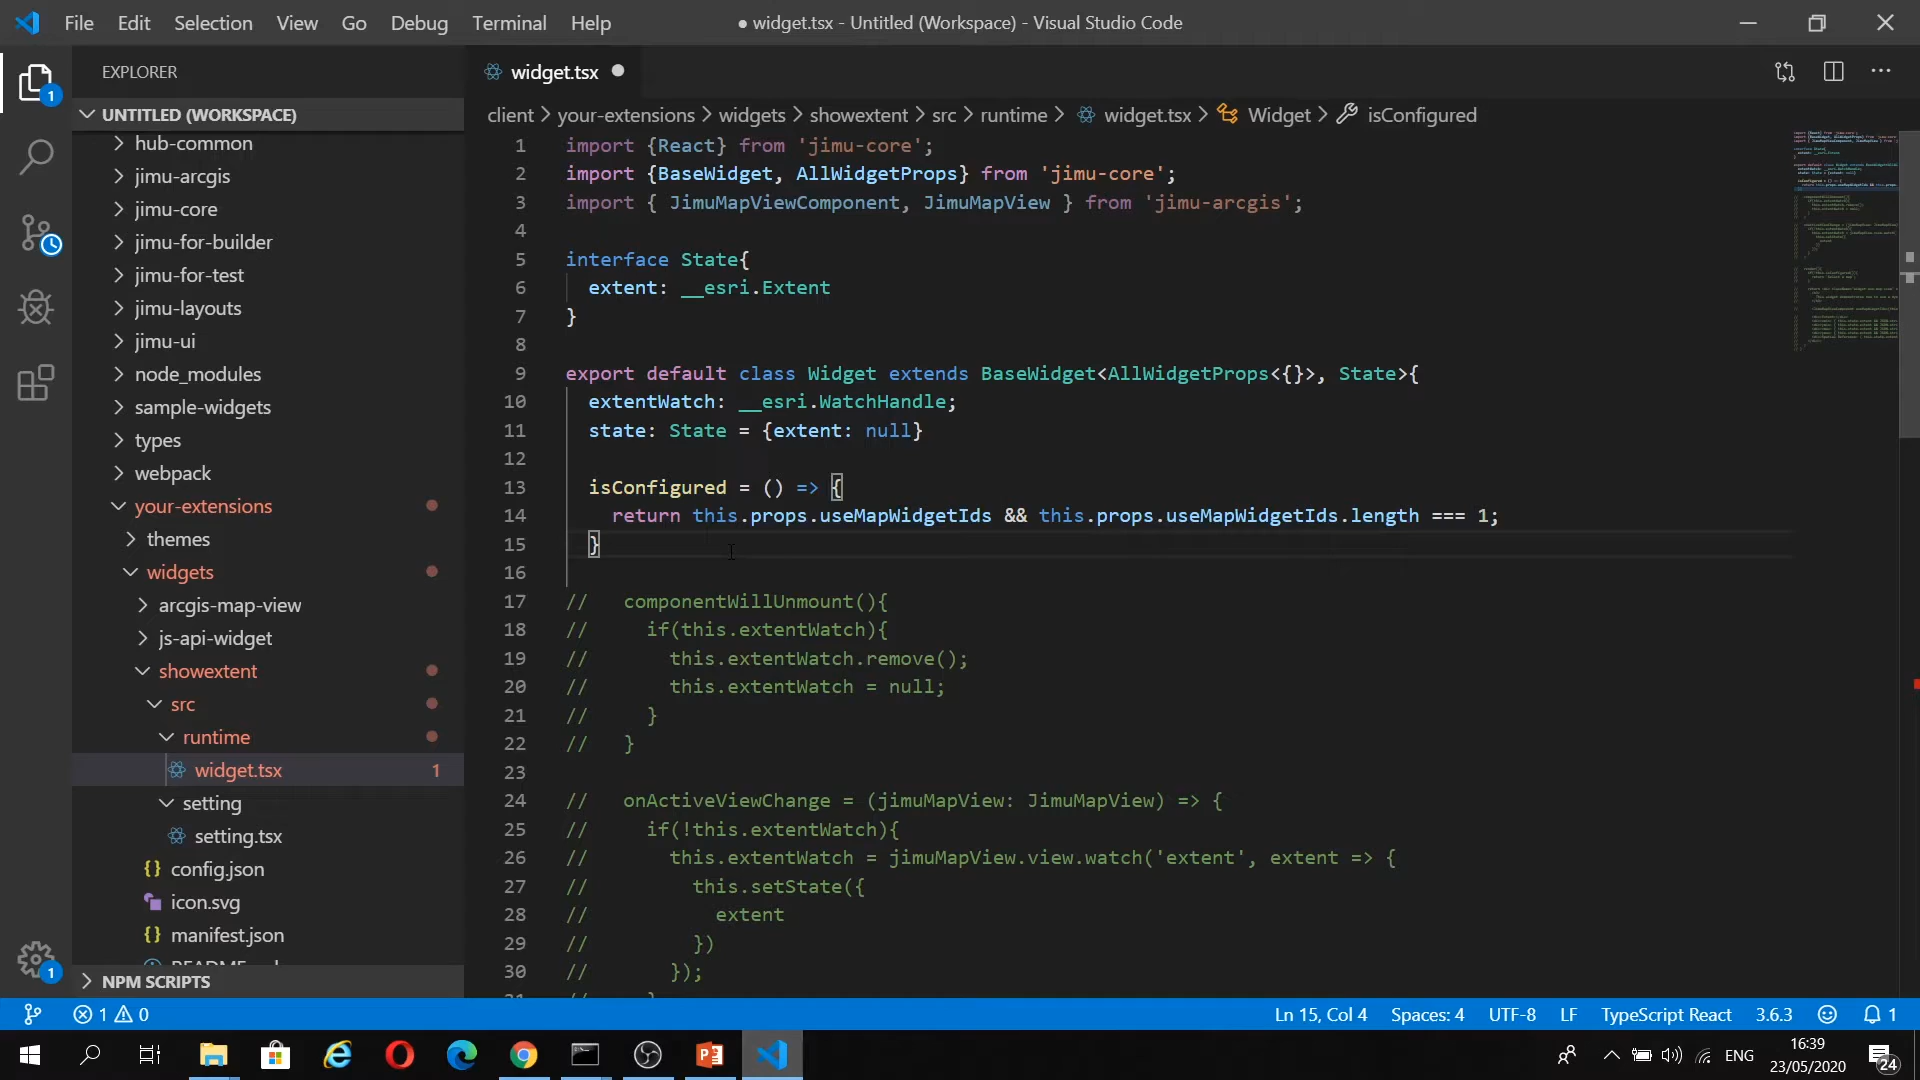 File Edit Selection View Go Debug Terminal Help
● widget.tsx - Untitled (Workspace) - Visual Studio Code
EXPLORER
UNTITLED (WORKSPACE)
hub-common
jimu-arcgis
jimu-core
jimu-for-builder
jimu-for-test
jimu-layouts
jimu-ui
node_modules
sample-widgets
types
webpack
your-extensions
themes
widgets
arcgis-map-view
js-api-widget
showextent
src
runtime
widget.tsx 1
setting
setting.tsx
config.json
icon.svg
manifest.json
NPM SCRIPTS
1
1
widget.tsx ●
client > your-extensions > widgets > showextent > src > runtime > widget.tsx > Widget > isConfigured
1 import {React} from 'jimu-core';
2 import {BaseWidget, AllWidgetProps} from 'jimu-core';
3 import { JimuMapViewComponent, JimuMapView } from 'jimu-arcgis';
4
5 interface State{
6 extent: __esri.Extent
7 }
8
9 export default class Widget extends BaseWidget<AllWidgetProps<{}>, State>{
10 extentWatch: __esri.WatchHandle;
11 state: State = {extent: null}
12
13 isConfigured = () => {
14 return this.props.useMapWidgetIds && this.props.useMapWidgetIds.length === 1;
15 }
16
17 // componentWillUnmount(){
18 // if(this.extentWatch){
19 // this.extentWatch.remove();
20 // this.extentWatch = null;
21 // }
22 // }
23
24 // onActiveViewChange = (jimuMapView: JimuMapView) => {
25 // if(!this.extentWatch){
26 // this.extentWatch = jimuMapView.view.watch('extent', extent => {
27 // this.setState({
28 // extent
29 // })
30 // });
1 0
Ln 15, Col 4 Spaces: 4 UTF-8 LF TypeScript React 3.6.3 1
ENG
16:39
23/05/2020
24